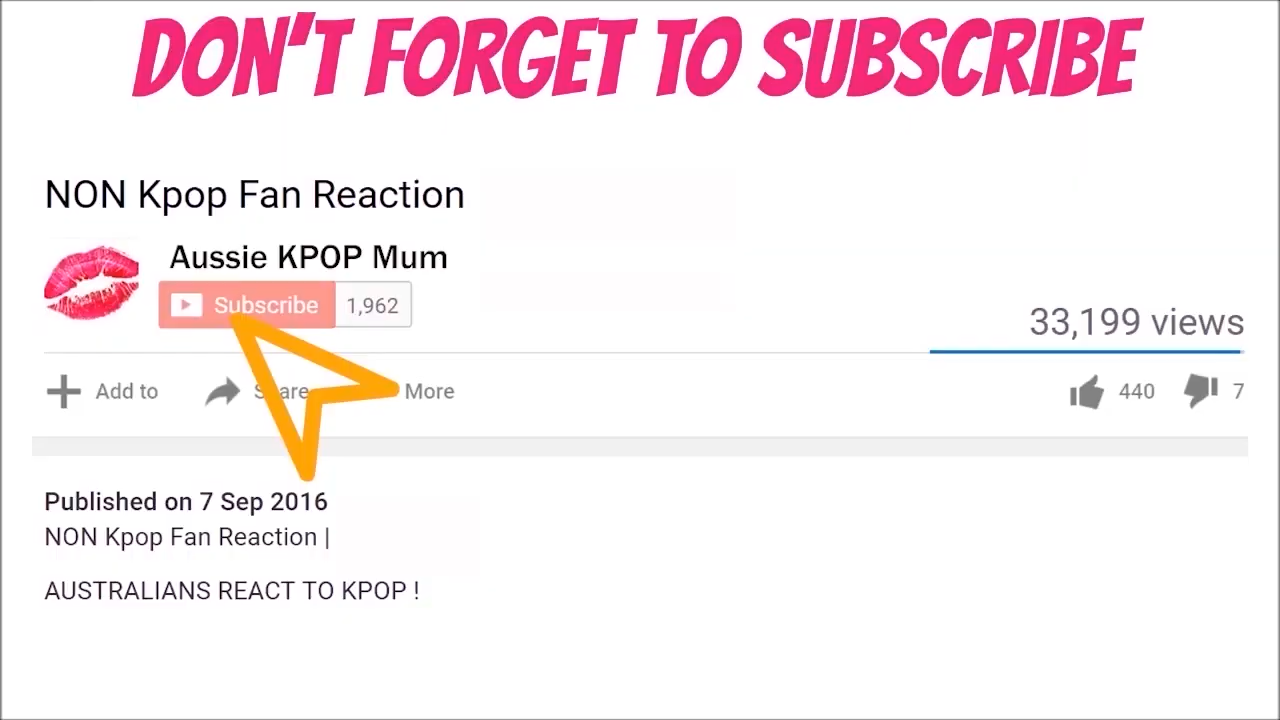 DON'T FORGET TO SUBSCRIBE
NON Kpop Fan Reaction
Aussie KPOP Mum
Subscribe 1,962
33,199 views
Add to Share More 440 7
Published on 7 Sep 2016
NON Kpop Fan Reaction |
AUSTRALIANS REACT TO KPOP !